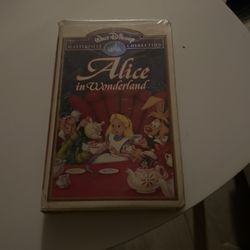 Walt Disney
MASTERPIECE COLLECTION
Alice
in Wonderland